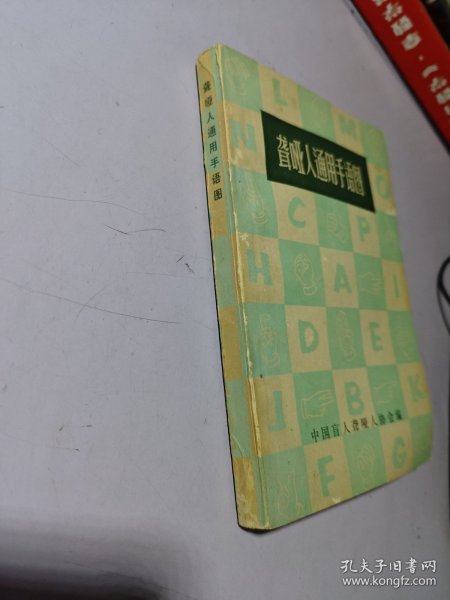 聋哑人通用手语图
聋哑人通用手语图
L M
N
C P
H A I
D E
J B K
F G
中国盲人聋哑人协会编
孔夫子旧书网
www.kongfz.com